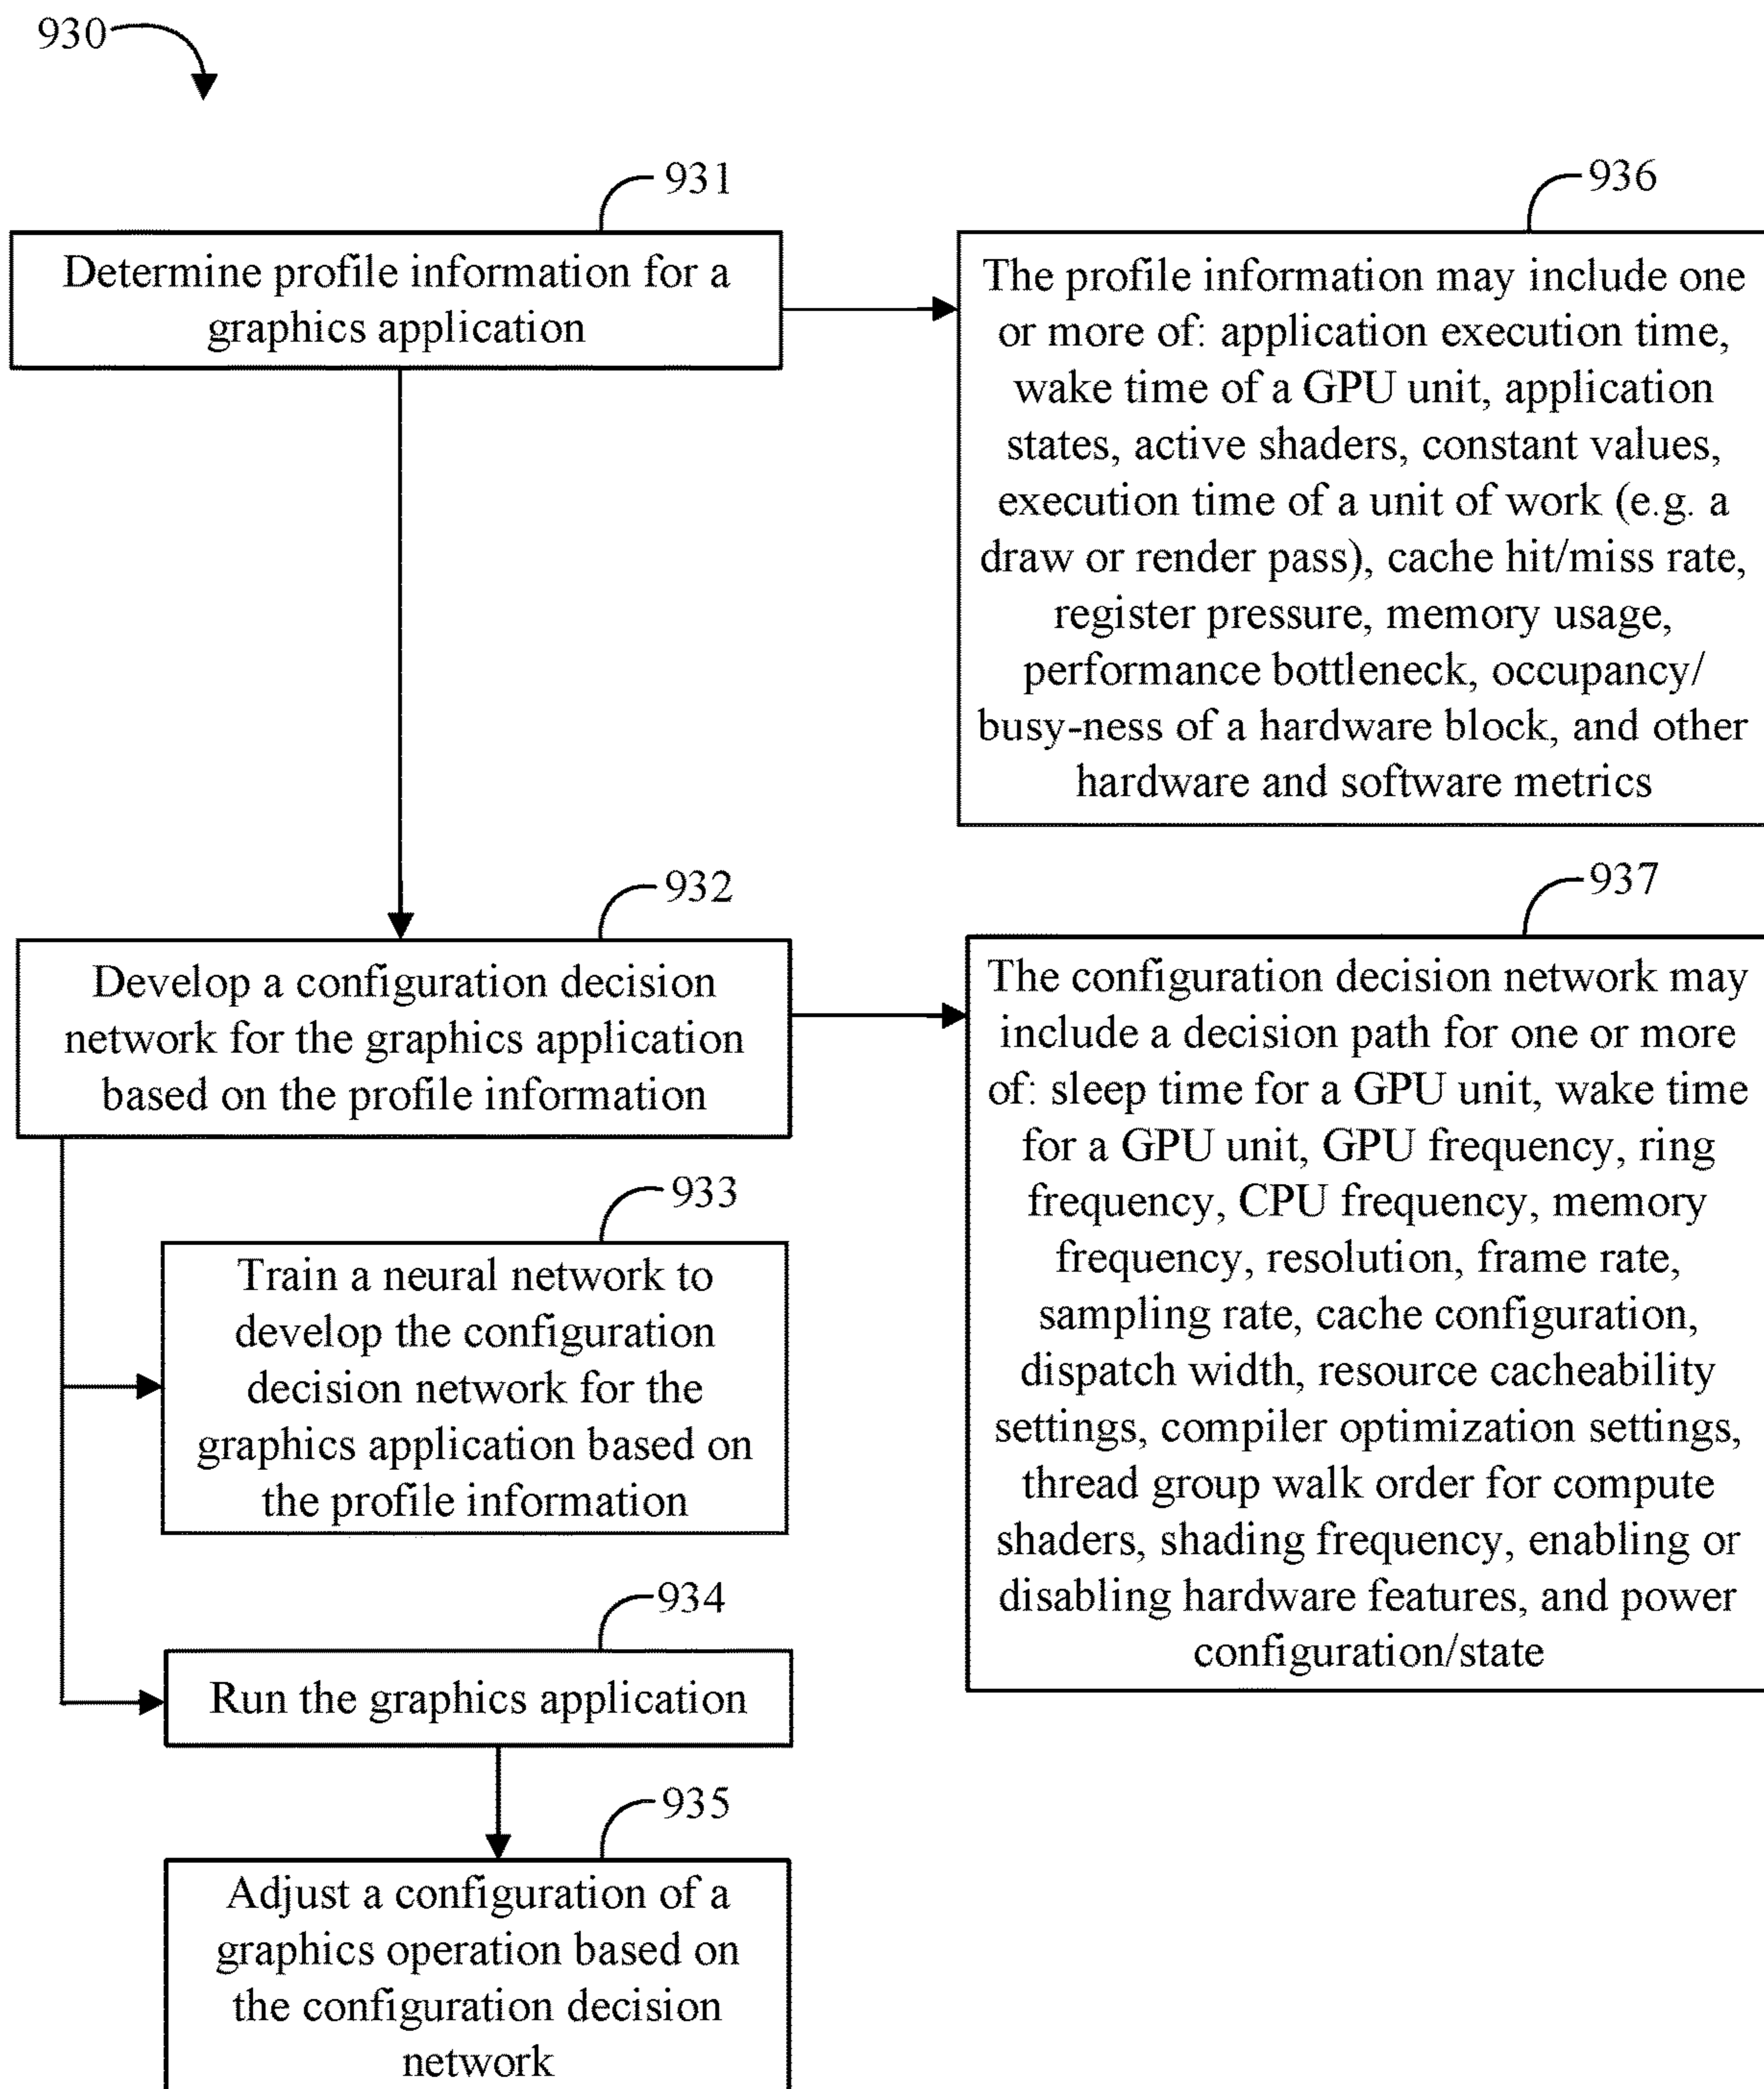 930
931
Determine profile information for a
graphics application
936
The profile information may include one
or more of: application execution time,
wake time of a GPU unit, application
states, active shaders, constant values,
execution time of a unit of work (e.g. a
draw or render pass), cache hit/miss rate,
register pressure, memory usage,
performance bottleneck, occupancy/
busy-ness of a hardware block, and other
hardware and software metrics
932
Develop a configuration decision
network for the graphics application
based on the profile information
937
The configuration decision network may
include a decision path for one or more
of: sleep time for a GPU unit, wake time
for a GPU unit, GPU frequency, ring
frequency, CPU frequency, memory
frequency, resolution, frame rate,
sampling rate, cache configuration,
dispatch width, resource cacheability
settings, compiler optimization settings,
thread group walk order for compute
shaders, shading frequency, enabling or
disabling hardware features, and power
configuration/state
933
Train a neural network to
develop the configuration
decision network for the
graphics application based on
the profile information
934
Run the graphics application
935
Adjust a configuration of a
graphics operation based on
the configuration decision
network